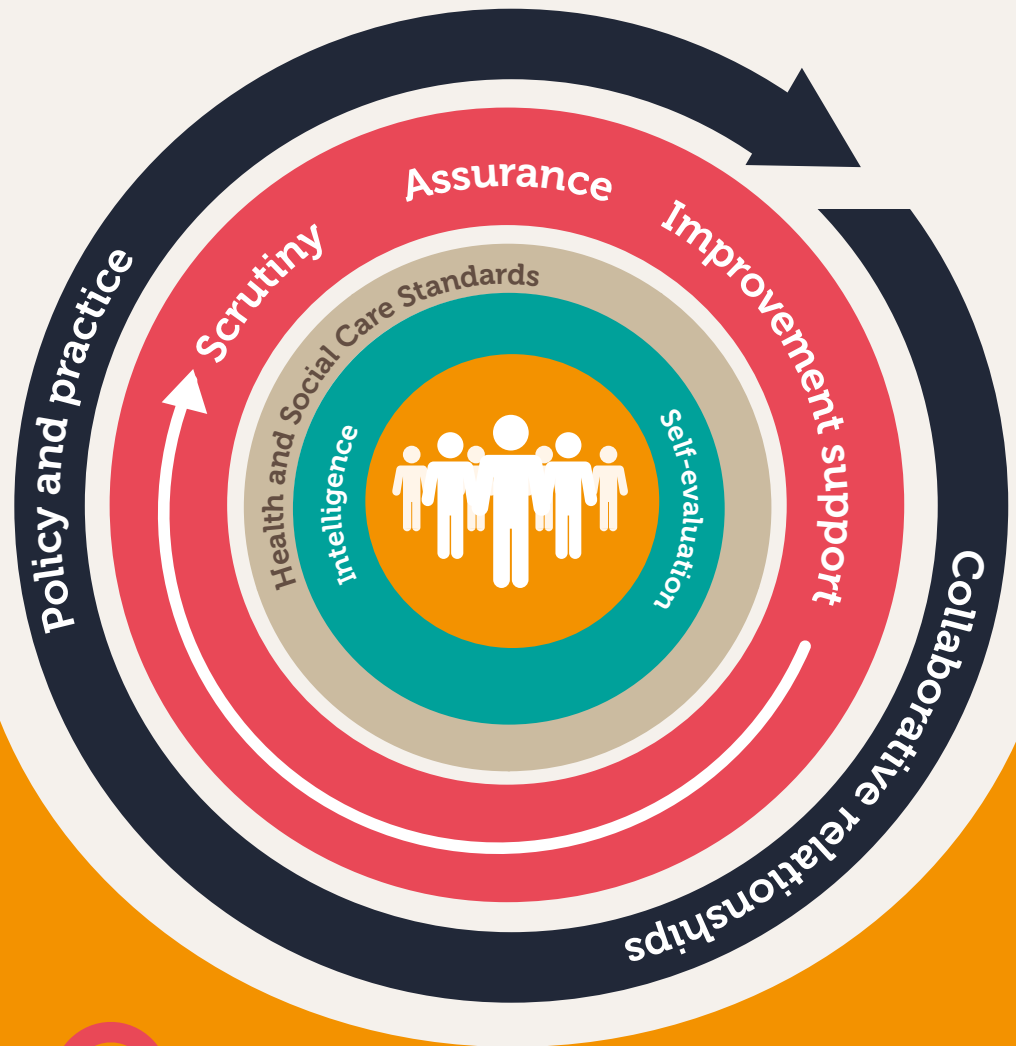 Policy and practice
Collaborative relationships
Scrutiny
Assurance
Improvement support
Health and Social Care Standards
Intelligence
Self-evaluation